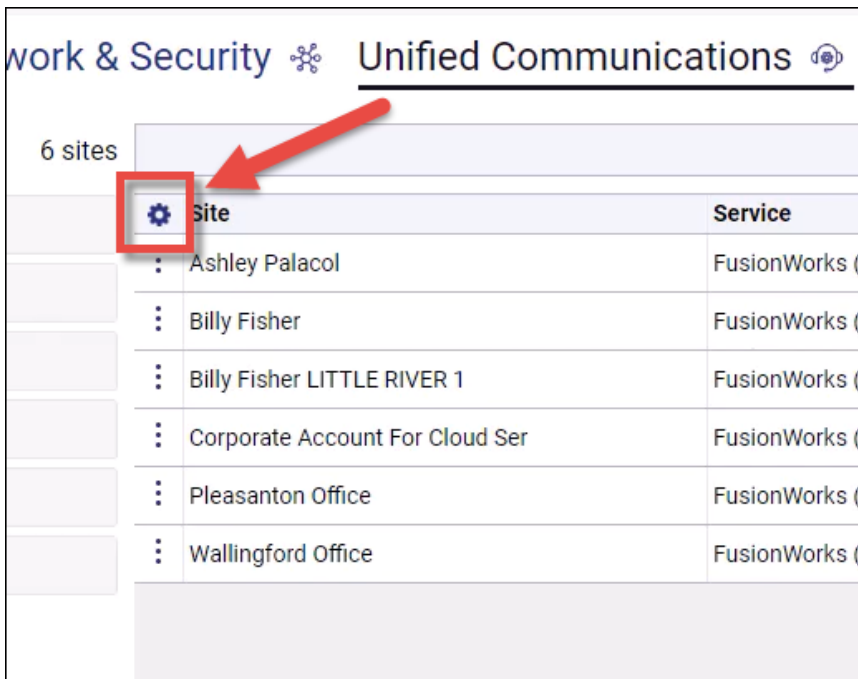 work & Security Unified Communications
6 sites
Site Service
Ashley Palacol FusionWorks (
Billy Fisher FusionWorks (
Billy Fisher LITTLE RIVER 1 FusionWorks (
Corporate Account For Cloud Ser FusionWorks (
Pleasanton Office FusionWorks (
Wallingford Office FusionWorks (